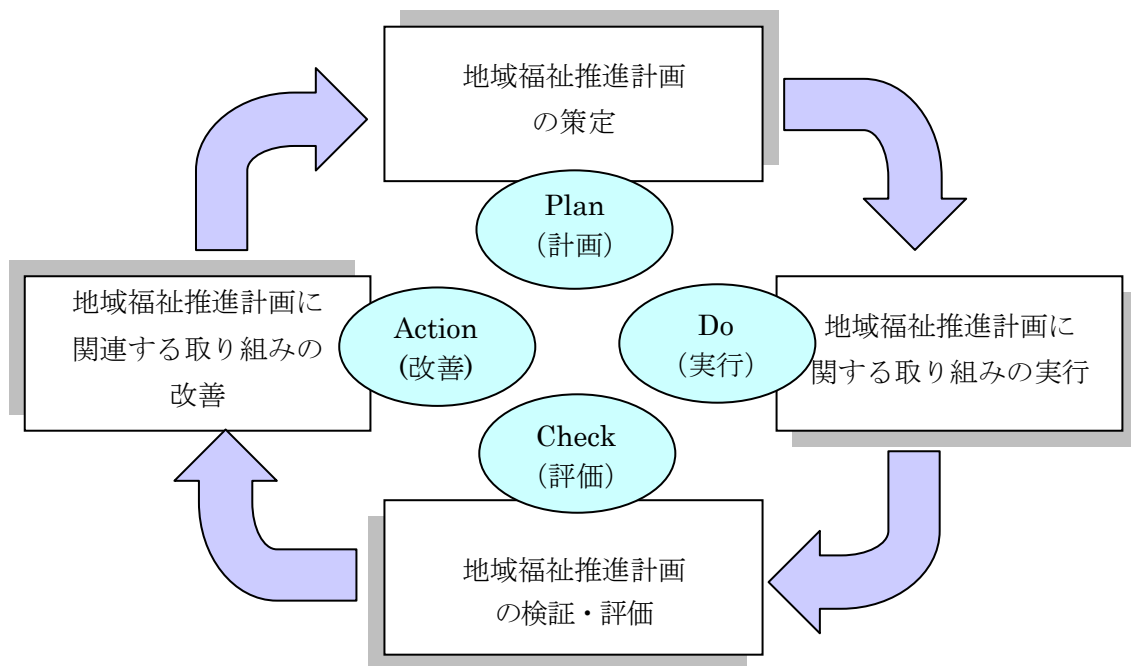 地域福祉推進計画
の策定
Plan
（計画）
地域福祉推進計画に
関連する取り組みの
改善
Action
(改善)
Do
（実行）
地域福祉推進計画に
関する取り組みの実行
Check
（評価）
地域福祉推進計画
の検証・評価